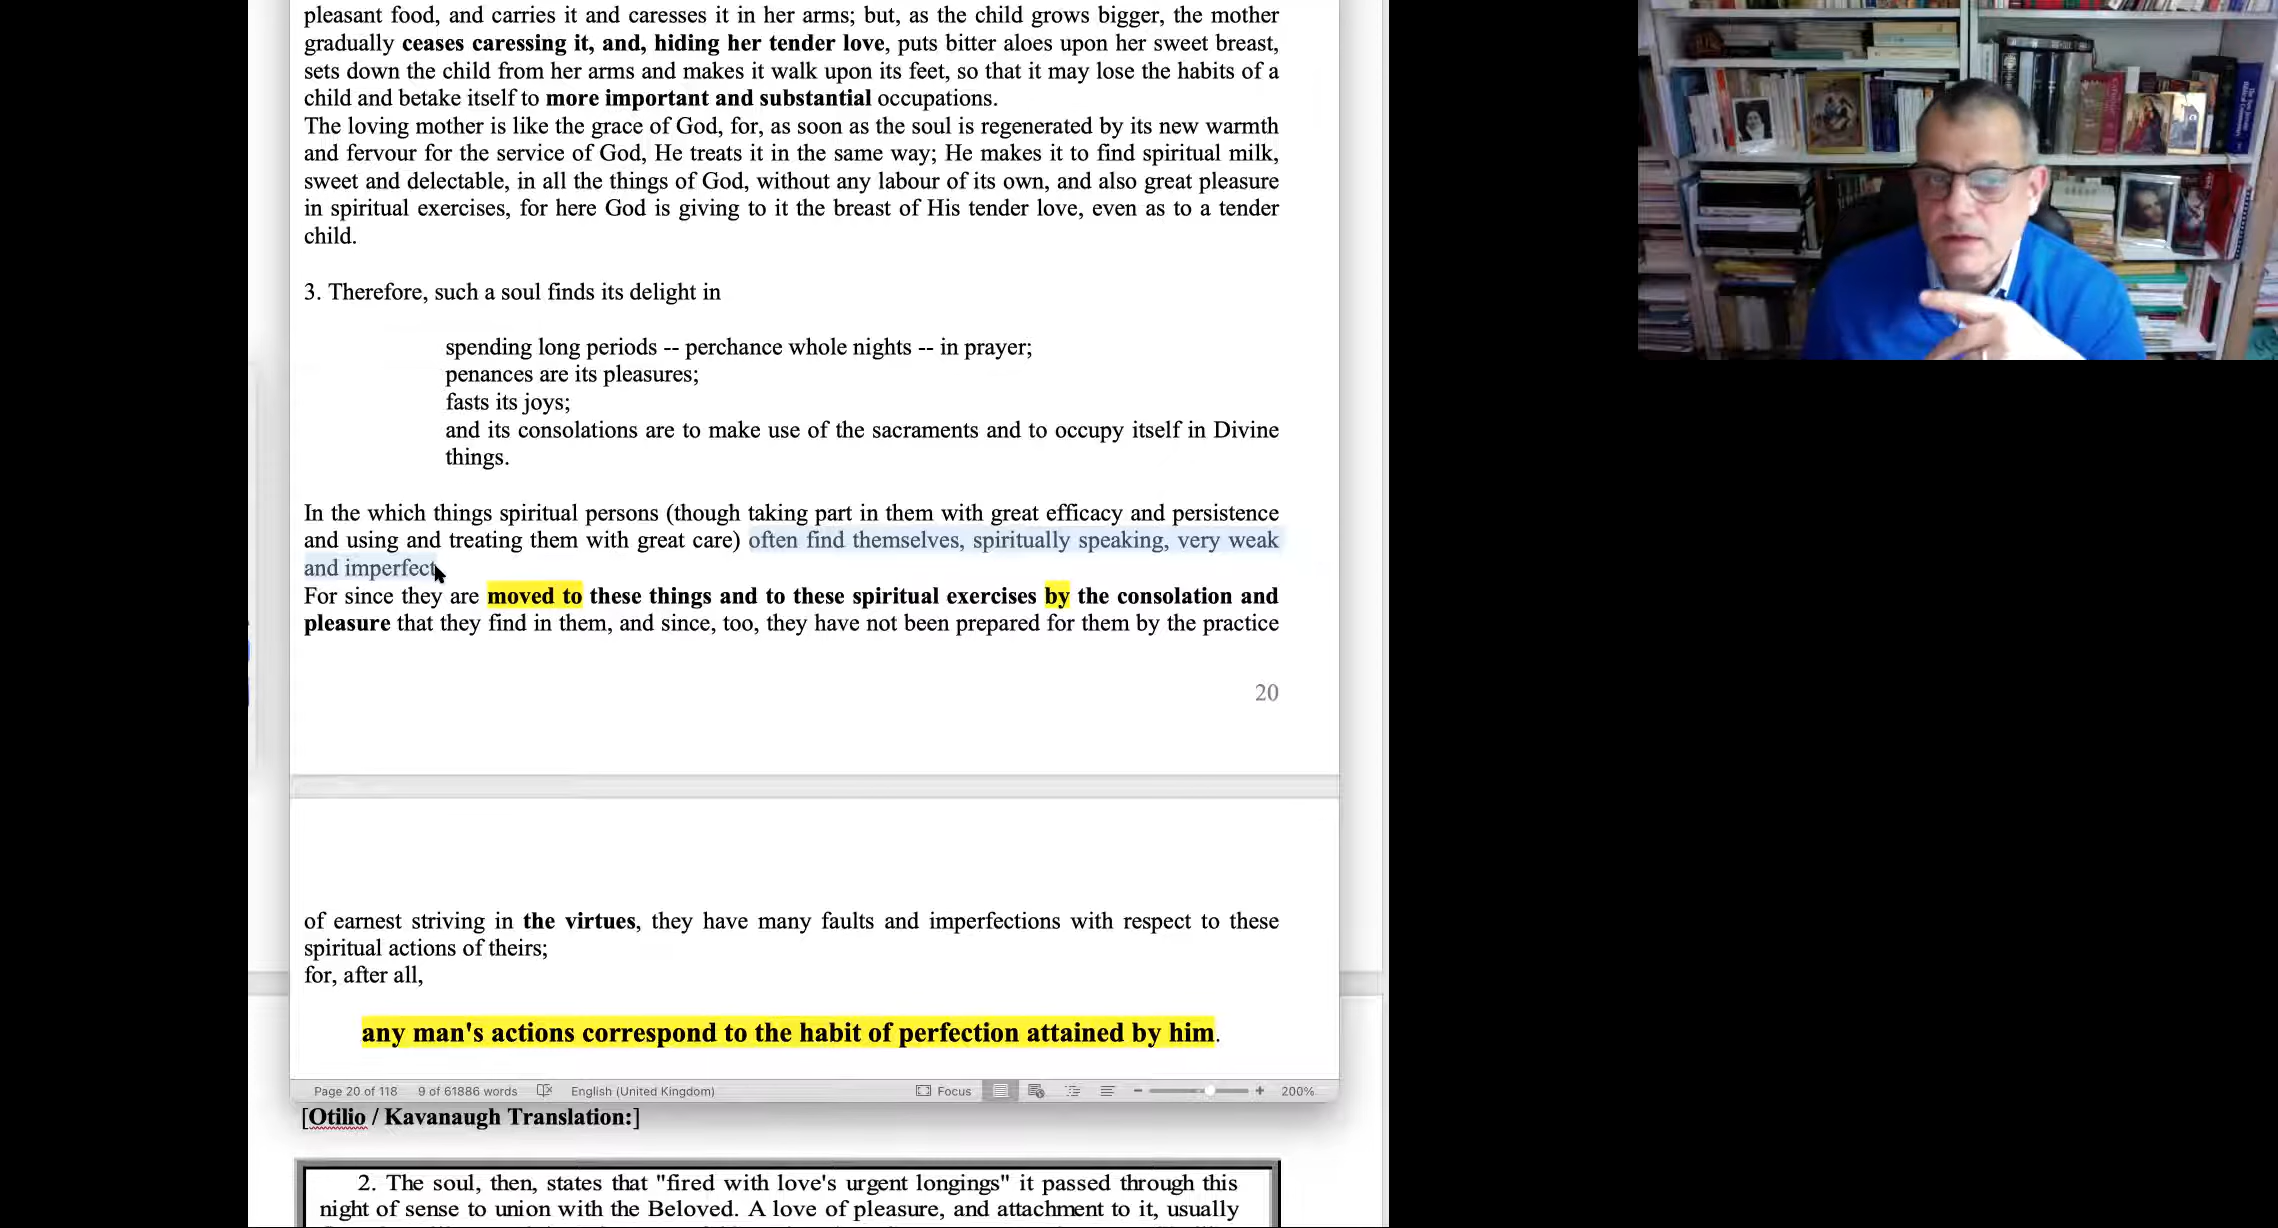 pleasant food, and carries it and caresses it in her arms; but, as the child grows bigger, the mother
gradually ceases caressing it, and, hiding her tender love, puts bitter aloes upon her sweet breast,
sets down the child from her arms and makes it walk upon its feet, so that it may lose the habits of a
child and betake itself to more important and substantial occupations.
The loving mother is like the grace of God, for, as soon as the soul is regenerated by its new warmth
and fervour for the service of God, He treats it in the same way; He makes it to find spiritual milk,
sweet and delectable, in all the things of God, without any labour of its own, and also great pleasure
in spiritual exercises, for here God is giving to it the breast of His tender love, even as to a tender
child.
3. Therefore, such a soul finds its delight in
spending long periods -- perchance whole nights -- in prayer;
penances are its pleasures;
fasts its joys;
and its consolations are to make use of the sacraments and to occupy itself in Divine
things.
In the which things spiritual persons (though taking part in them with great efficacy and persistence
and using and treating them with great care) often find themselves, spiritually speaking, very weak
and imperfect
For since they are moved to these things and to these spiritual exercises by the consolation and
pleasure that they find in them, and since, too, they have not been prepared for them by the practice
20
of earnest striving in the virtues, they have many faults and imperfections with respect to these
spiritual actions of theirs;
for, after all,
any man's actions correspond to the habit of perfection attained by him.
Page 20 of 118 9 of 61886 words English (United Kingdom) Focus 200%
[Otilio / Kavanaugh Translation:]
2. The soul, then, states that "fired with love's urgent longings" it passed through this
night of sense to union with the Beloved. A love of pleasure, and attachment to it, usually